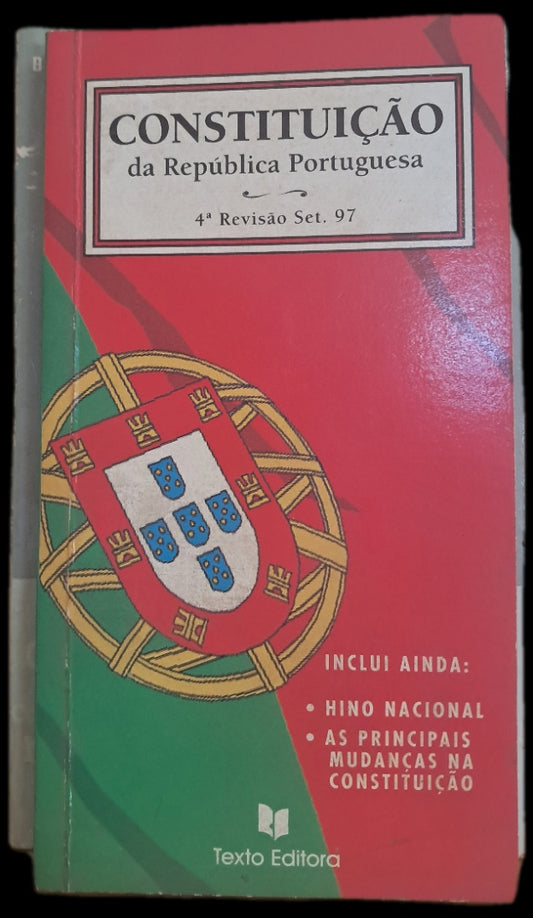 CONSTITUIÇÃO
da República Portuguesa
4ª Revisão Set. 97
INCLUI AINDA:
• HINO NACIONAL
• AS PRINCIPAIS
MUDANÇAS NA
CONSTITUIÇÃO
Texto Editora